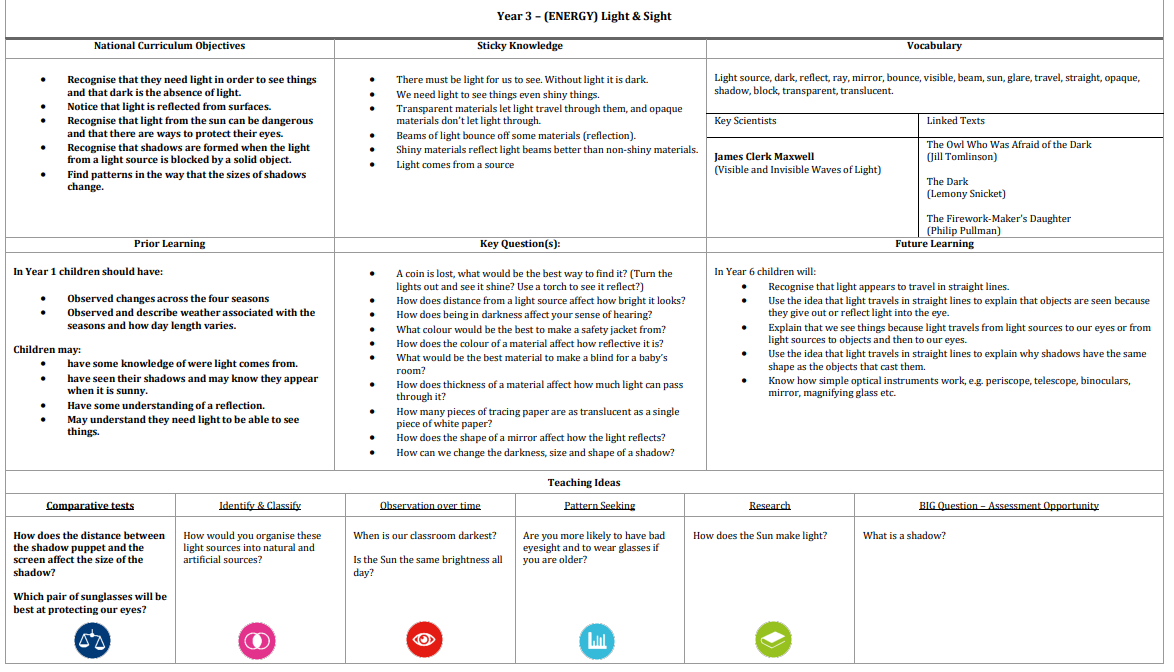 Year 3 – (ENERGY) Light & Sight
National Curriculum Objectives
• Recognise that they need light in order to see things
and that dark is the absence of light.
• Notice that light is reflected from surfaces.
• Recognise that light from the sun can be dangerous
and that there are ways to protect their eyes.
• Recognise that shadows are formed when the light
from a light source is blocked by a solid object.
• Find patterns in the way that the sizes of shadows
change.
Sticky Knowledge
• There must be light for us to see. Without light it is dark.
• We need light to see things even shiny things.
• Transparent materials let light travel through them, and opaque
materials don't let light through.
• Beams of light bounce off some materials (reflection).
• Shiny materials reflect light beams better than non-shiny materials.
• Light comes from a source
Vocabulary
Light source, dark, reflect, ray, mirror, bounce, visible, beam, sun, glare, travel, straight, opaque,
shadow, block, transparent, translucent.
Key Scientists
James Clerk Maxwell
(Visible and Invisible Waves of Light)
Linked Texts
The Owl Who Was Afraid of the Dark
(Jill Tomlinson)
The Dark
(Lemony Snicket)
The Firework-Maker's Daughter
(Philip Pullman)
Prior Learning
In Year 1 children should have:
• Observed changes across the four seasons
• Observed and describe weather associated with the
seasons and how day length varies.
Children may:
• have some knowledge of were light comes from.
• have seen their shadows and may know they appear
when it is sunny.
• Have some understanding of a reflection.
• May understand they need light to be able to see
things.
Key Question(s):
• A coin is lost, what would be the best way to find it? (Turn the
lights out and see it shine? Use a torch to see it reflect?)
• How does distance from a light source affect how bright it looks?
• How does being in darkness affect your sense of hearing?
• What colour would be the best to make a safety jacket from?
• How does the colour of a material affect how reflective it is?
• What would be the best material to make a blind for a baby's
room?
• How does thickness of a material affect how much light can pass
through it?
• How many pieces of tracing paper are as translucent as a single
piece of white paper?
• How does the shape of a mirror affect how the light reflects?
• How can we change the darkness, size and shape of a shadow?
Future Learning
In Year 6 children will:
• Recognise that light appears to travel in straight lines.
• Use the idea that light travels in straight lines to explain that objects are seen because
they give out or reflect light into the eye.
• Explain that we see things because light travels from light sources to our eyes or from
light sources to objects and then to our eyes.
• Use the idea that light travels in straight lines to explain why shadows have the same
shape as the objects that cast them.
• Know how simple optical instruments work, e.g. periscope, telescope, binoculars,
mirror, magnifying glass etc.
Teaching Ideas
Comparative tests
How does the distance between
the shadow puppet and the
screen affect the size of the
shadow?
Which pair of sunglasses will be
best at protecting our eyes?
Identify & Classify
How would you organise these
light sources into natural and
artificial sources?
Observation over time
When is our classroom darkest?
Is the Sun the same brightness all
day?
Pattern Seeking
Are you more likely to have bad
eyesight and to wear glasses if
you are older?
Research
How does the Sun make light?
BIG Question – Assessment Opportunity
What is a shadow?